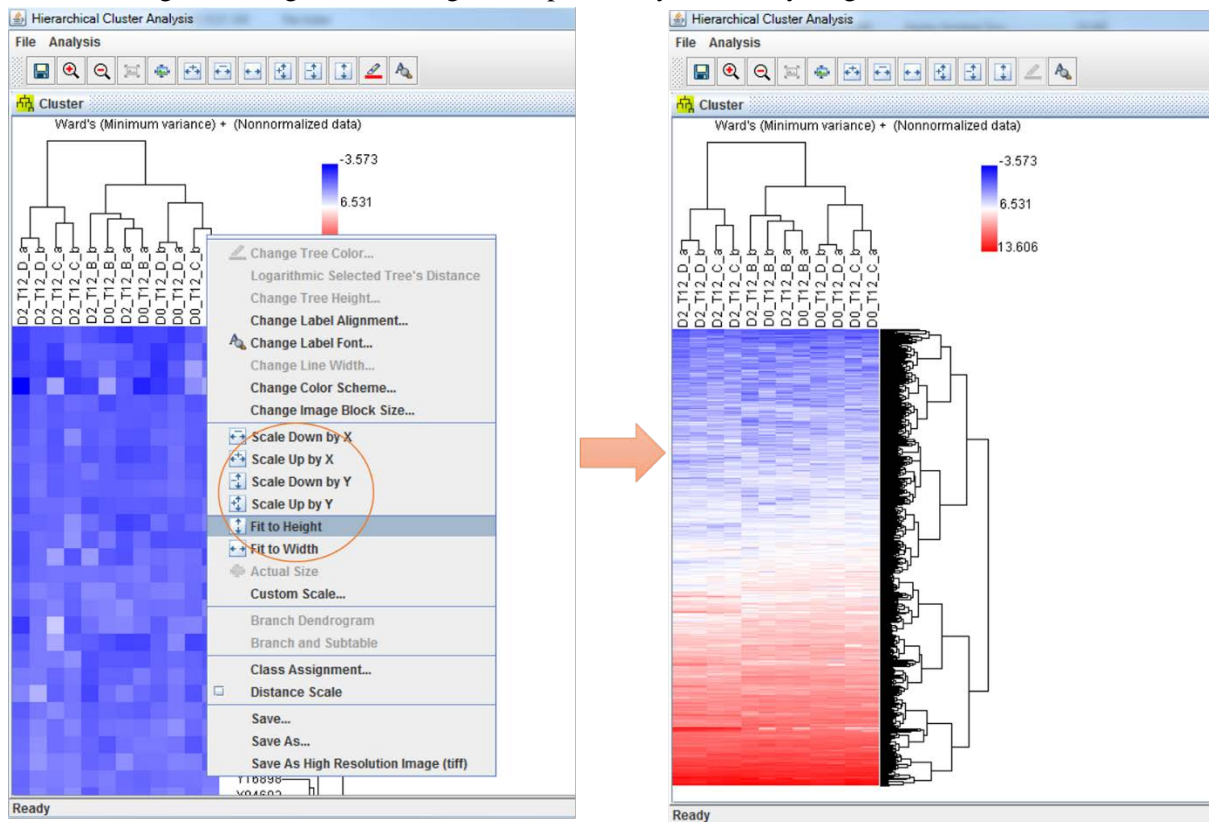 Hierarchical Cluster Analysis
File Analysis
Cluster
Ward's (Minimum variance) + (Nonnormalized data)
-3.573
6.531
D2_T12_D_a
D2_T12_D_b
D2_T12_C_a
D2_T12_C_b
D2_T12_B_b
D0_T12_B_b
D2_T12_B_a
D0_T12_B_a
D0_T12_D_b
D0_T12_D_a
D0_T12_C_b
Change Tree Color...
Logarithmic Selected Tree's Distance
Change Tree Height...
Change Label Alignment...
Change Label Font...
Change Line Width...
Change Color Scheme...
Change Image Block Size...
Scale Down by X
Scale Up by X
Scale Down by Y
Scale Up by Y
Fit to Height
Fit to Width
Actual Size
Custom Scale...
Branch Dendrogram
Branch and Subtable
Class Assignment...
Distance Scale
Save...
Save As...
Save As High Resolution Image (tiff)
Ready
Hierarchical Cluster Analysis
File Analysis
Cluster
Ward's (Minimum variance) + (Nonnormalized data)
-3.573
6.531
13.606
D2_T12_D_a
D2_T12_D_b
D2_T12_C_a
D2_T12_C_b
D2_T12_B_b
D0_T12_B_b
D2_T12_B_a
D0_T12_B_a
D0_T12_D_b
D0_T12_D_a
D0_T12_C_b
D0_T12_C_a
Ready